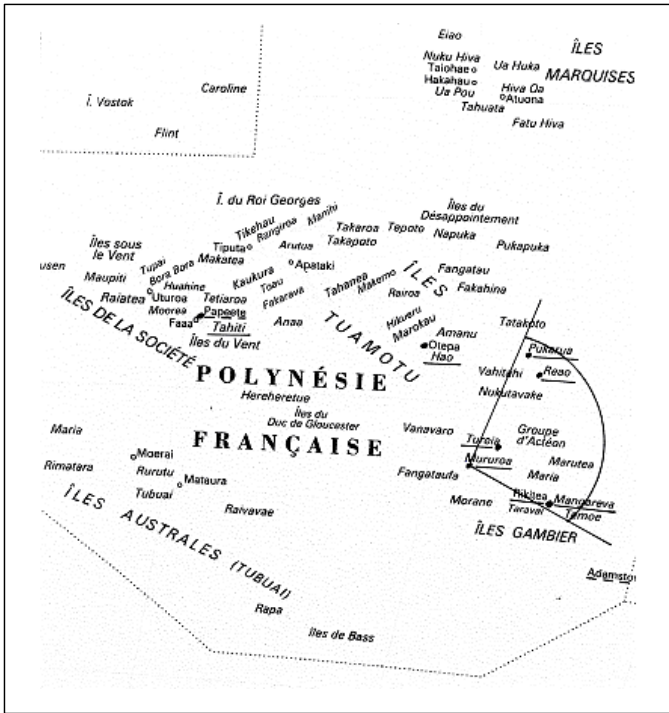 Eiao
Nuku Hiva
Ua Huka
Taiohae
Hakahau
Ua Pou
Hiva Oa
Atuona
Tahuata
Fatu Hiva
ÎLES
MARQUISES
Caroline
Î. Vostok
Flint
Î. du Roi Georges
Tikehau
Rangiroa
Manihi
Tiputa
Makatea
Arutua
Apataki
Takaroa
Takapoto
Tepoto
Îles du
Désappointement
Napuka
Pukapuka
Îles sous
le Vent
usen
Maupiti
Tupai
Bora Bora
Huahine
Raiatea
Uturoa
Moorea
Tetiaroa
Papeete
Faaa
Tahiti
Îles du Vent
Kaukura
Toau
Fakarava
Anaa
Tahanea
Makemo
Raroia
Fangatau
Fakahina
Hikueru
Marokau
Amanu
Otepa
Hao
Tatakoto
Pukarua
Reao
Vahitahi
Nukutavake
ÎLES
TUAMOTU
ÎLES DE LA SOCIÉTÉ
POLYNÉSIE
Hereheretue
Îles du
Duc de Gloucester
FRANÇAISE
Vanavaro
Tureia
Groupe
d'Actéon
Mururoa
Fangataufa
Marutea
Maria
Morane
Rikitea
Taravai
Mangareva
Tamoe
ÎLES GAMBIER
Maria
Moerai
Rimatara
Rurutu
Mataura
Tubuai
Raivavae
ÎLES AUSTRALES (TUBUAI)
Rapa
Îles de Bass
Adamsto